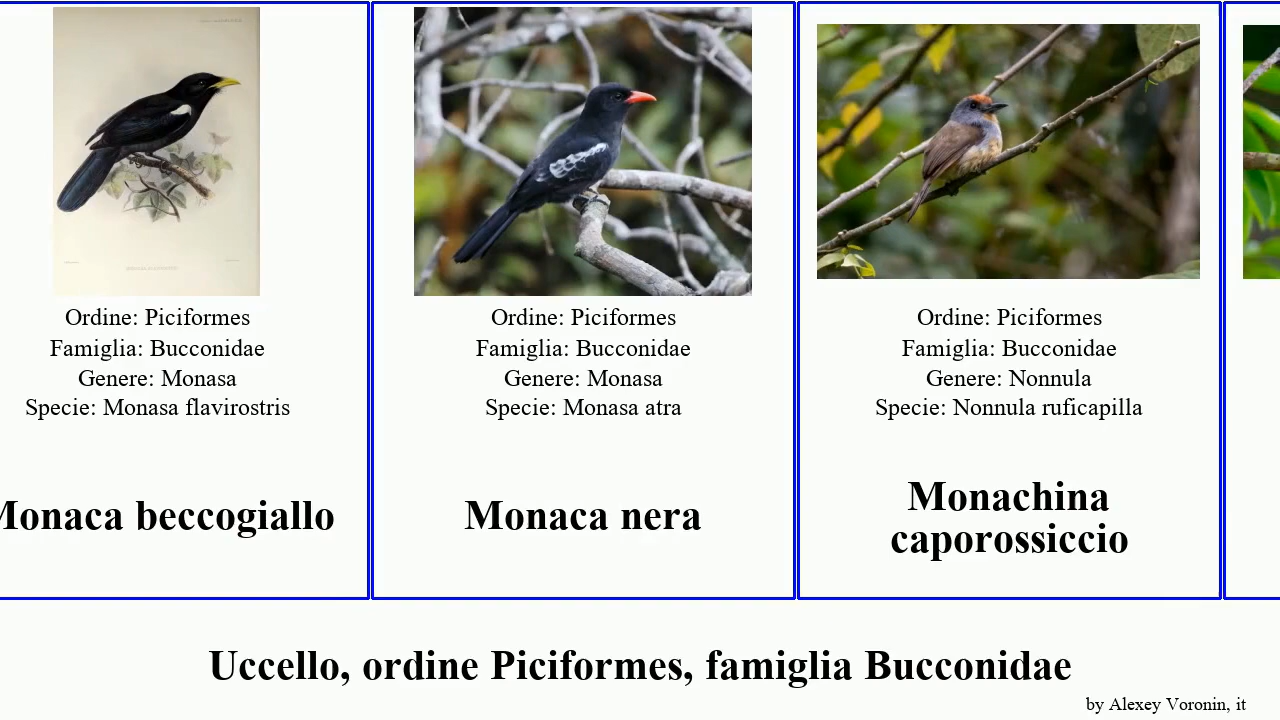 Ordine: Piciformes
Famiglia: Bucconidae
Genere: Monasa
Specie: Monasa flavirostris
Monaca beccogiallo
Ordine: Piciformes
Famiglia: Bucconidae
Genere: Monasa
Specie: Monasa atra
Monaca nera
Ordine: Piciformes
Famiglia: Bucconidae
Genere: Nonnula
Specie: Nonnula ruficapilla
Monachina
caporossiccio
Uccello, ordine Piciformes, famiglia Bucconidae
by Alexey Voronin, it